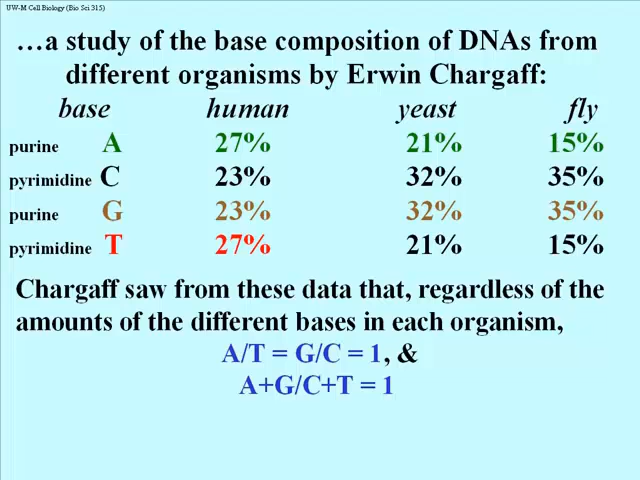 UW-M Cell Biology (Bio Sci 315)
…a study of the base composition of DNAs from
different organisms by Erwin Chargaff:
base human yeast fly
purine A 27% 21% 15%
pyrimidine C 23% 32% 35%
purine G 23% 32% 35%
pyrimidine T 27% 21% 15%
Chargaff saw from these data that, regardless of the
amounts of the different bases in each organism,
A/T = G/C = 1, &
A+G/C+T = 1